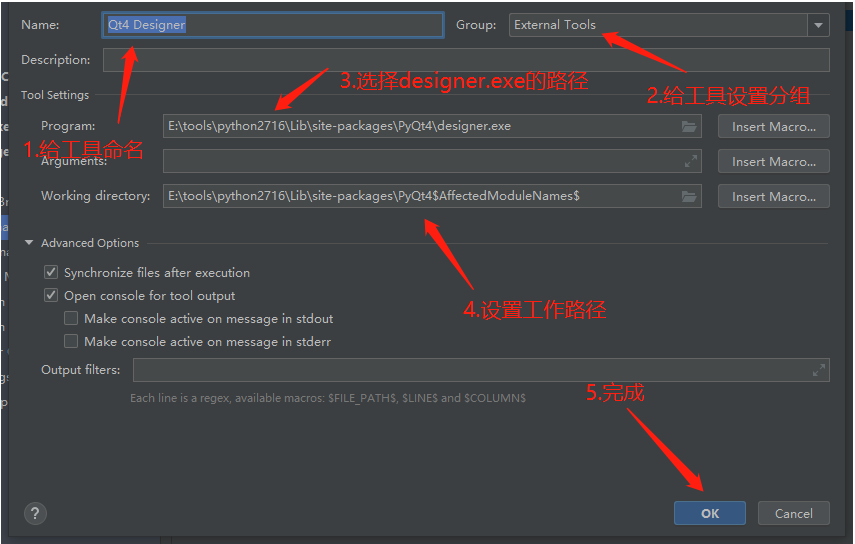 Name:
Qt4 Designer
Group:
External Tools
Description:
3.选择designer.exe的路径
2.给工具设置分组
Tool Settings
Program:
E:\tools\python2716\Lib\site-packages\PyQt4\designer.exe
Insert Macro...
1.给工具命名
Arguments:
Insert Macro...
Working directory:
E:\tools\python2716\Lib\site-packages\PyQt4$AffectedModuleNames$
Insert Macro...
Advanced Options
Synchronize files after execution
Open console for tool output
4.设置工作路径
Make console active on message in stdout
Make console active on message in stderr
Output filters:
5.完成
Each line is a regex, available macros: $FILE_PATH$, $LINE$ and $COLUMN$
?
OK
Cancel